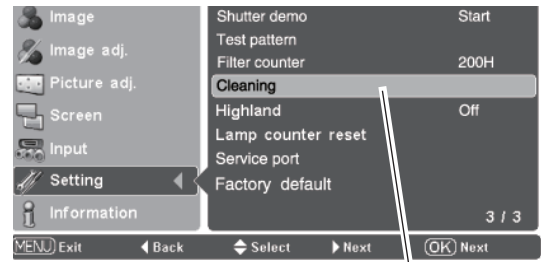 Image
Image adj.
Picture adj.
Screen
Input
Setting
Information
Shutter demo Start
Test pattern
Filter counter 200H
Cleaning
Highland Off
Lamp counter reset
Service port
Factory default
3 / 3
MENU Exit Back Select Next OK Next